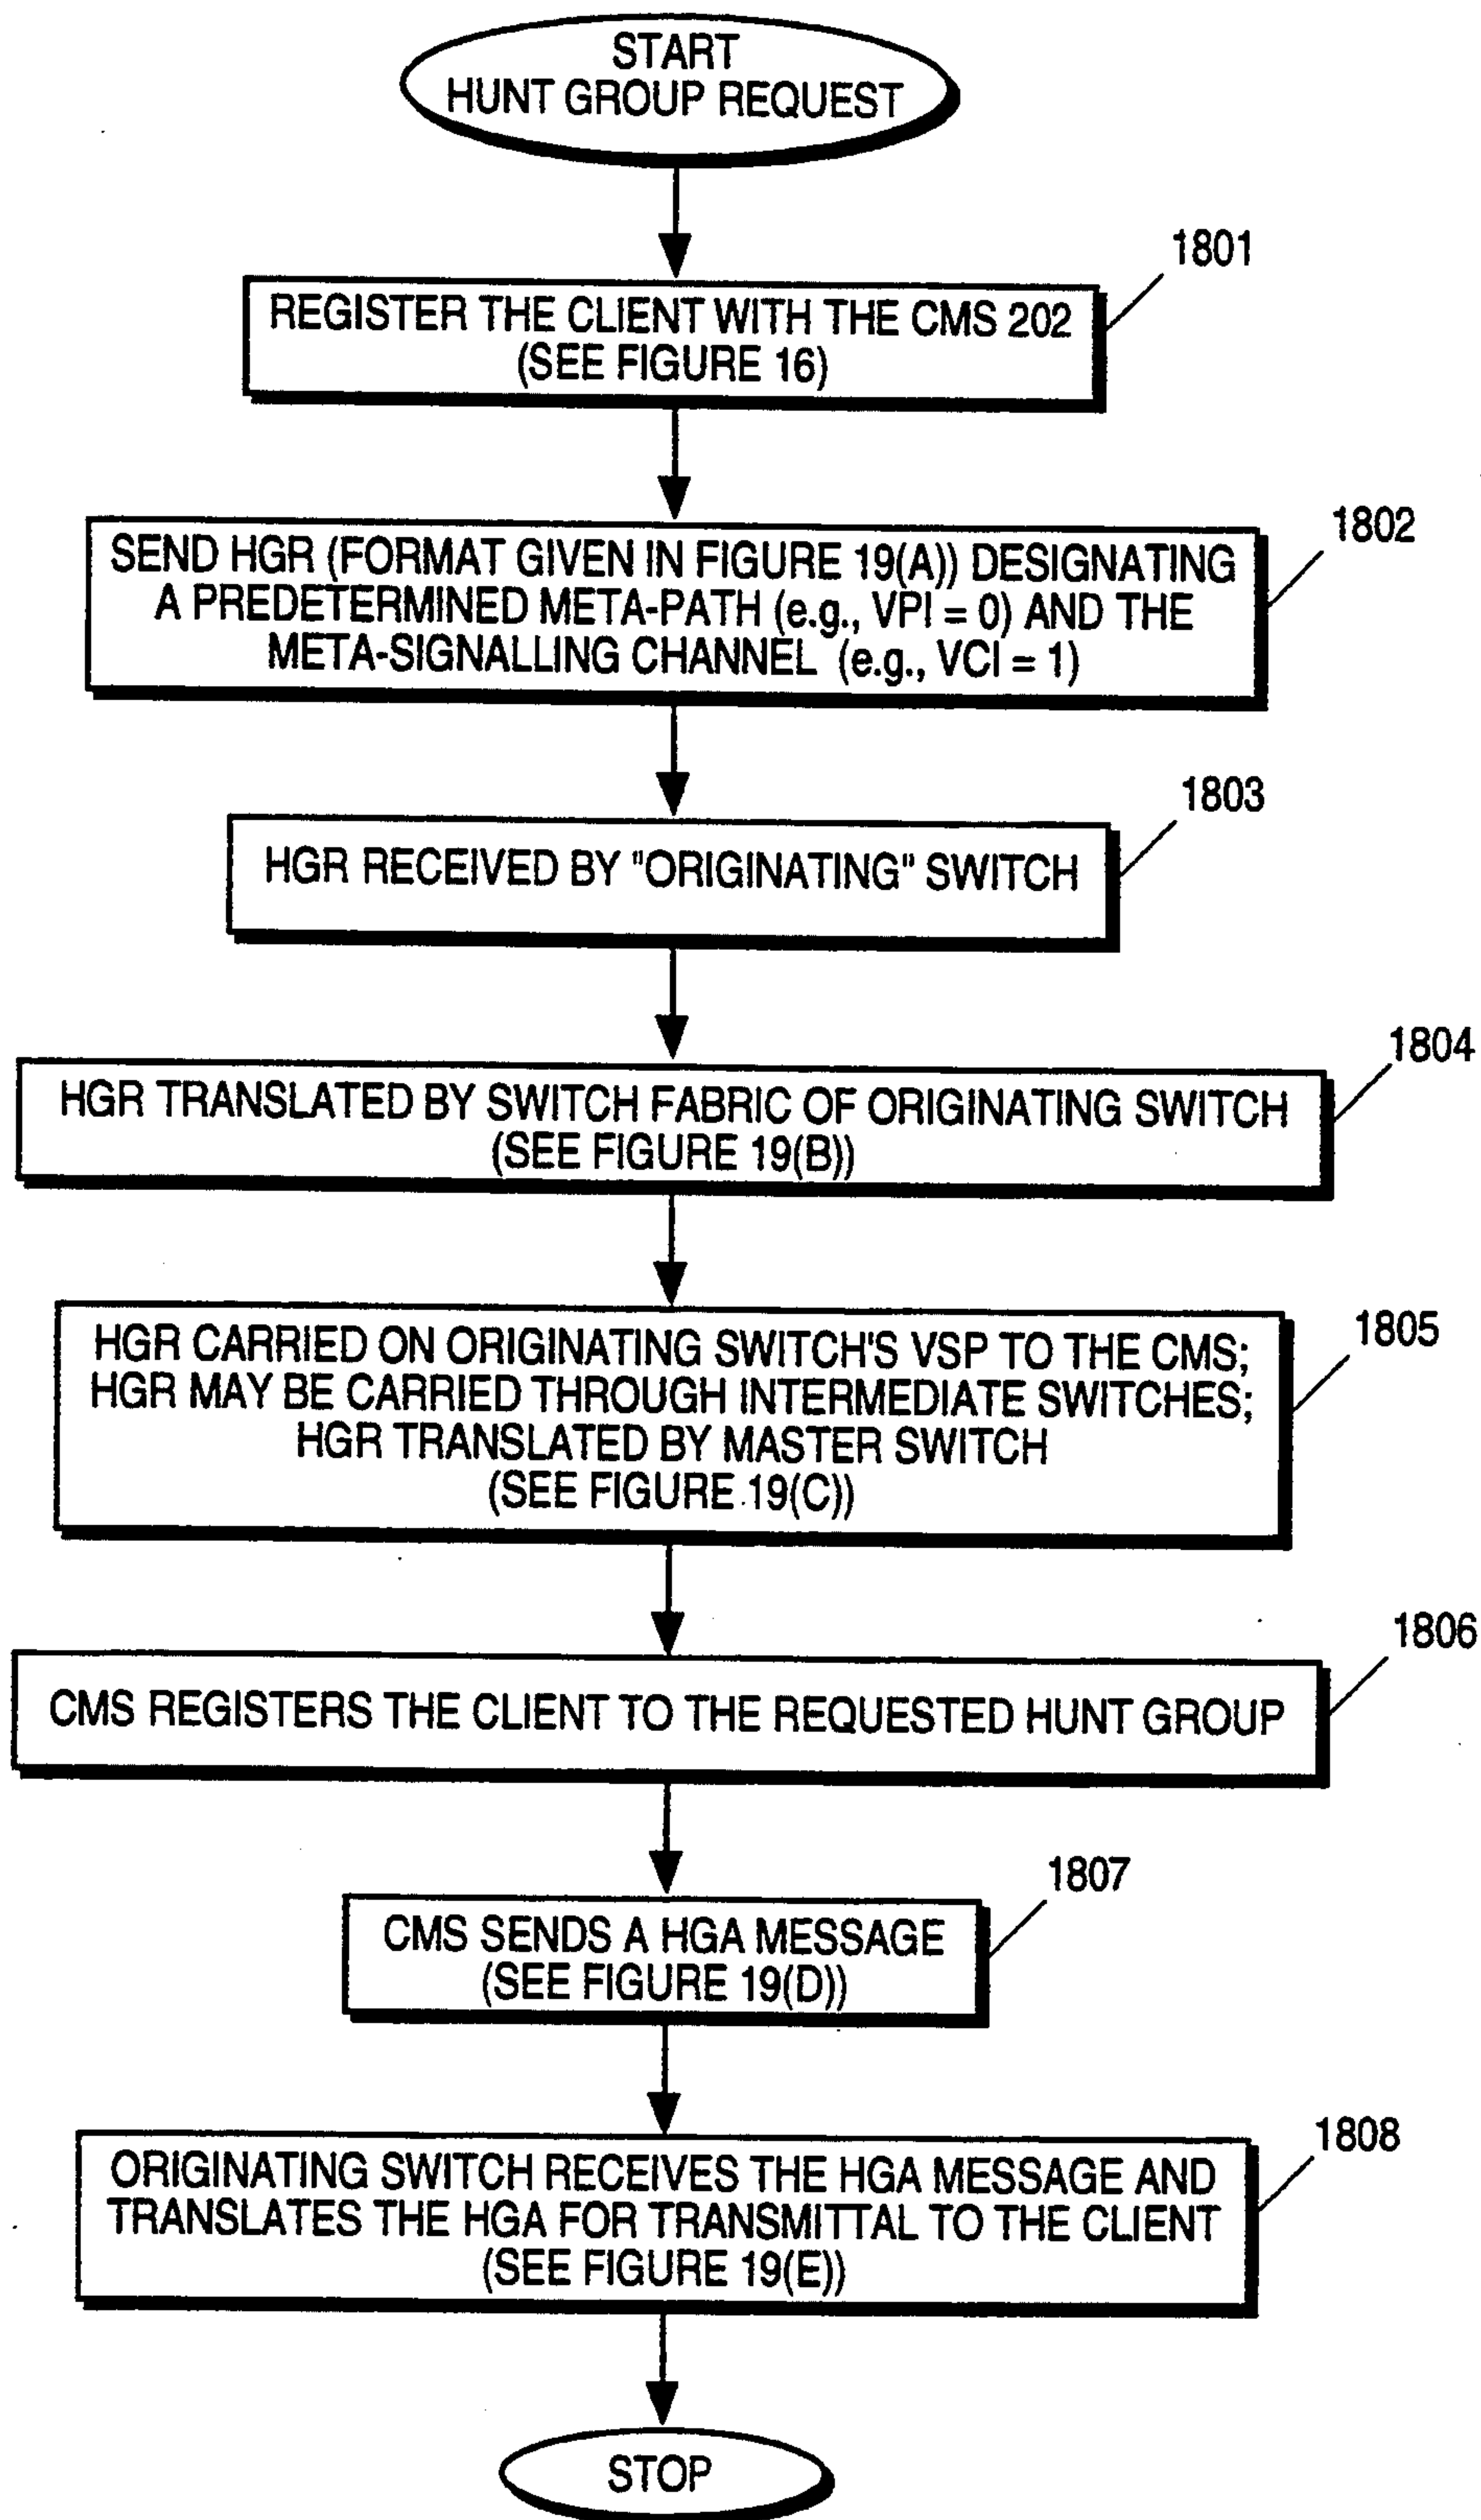 START
HUNT GROUP REQUEST
1801
REGISTER THE CLIENT WITH THE CMS 202
(SEE FIGURE 16)
1802
SEND HGR (FORMAT GIVEN IN FIGURE 19(A)) DESIGNATING
A PREDETERMINED META-PATH (e.g., VPI = 0) AND THE
META-SIGNALLING CHANNEL (e.g., VCI = 1)
1803
HGR RECEIVED BY "ORIGINATING" SWITCH
1804
HGR TRANSLATED BY SWITCH FABRIC OF ORIGINATING SWITCH
(SEE FIGURE 19(B))
1805
HGR CARRIED ON ORIGINATING SWITCH'S VSP TO THE CMS;
HGR MAY BE CARRIED THROUGH INTERMEDIATE SWITCHES;
HGR TRANSLATED BY MASTER SWITCH
(SEE FIGURE 19(C))
1806
CMS REGISTERS THE CLIENT TO THE REQUESTED HUNT GROUP
1807
CMS SENDS A HGA MESSAGE
(SEE FIGURE 19(D))
1808
ORIGINATING SWITCH RECEIVES THE HGA MESSAGE AND
TRANSLATES THE HGA FOR TRANSMITTAL TO THE CLIENT
(SEE FIGURE 19(E))
STOP